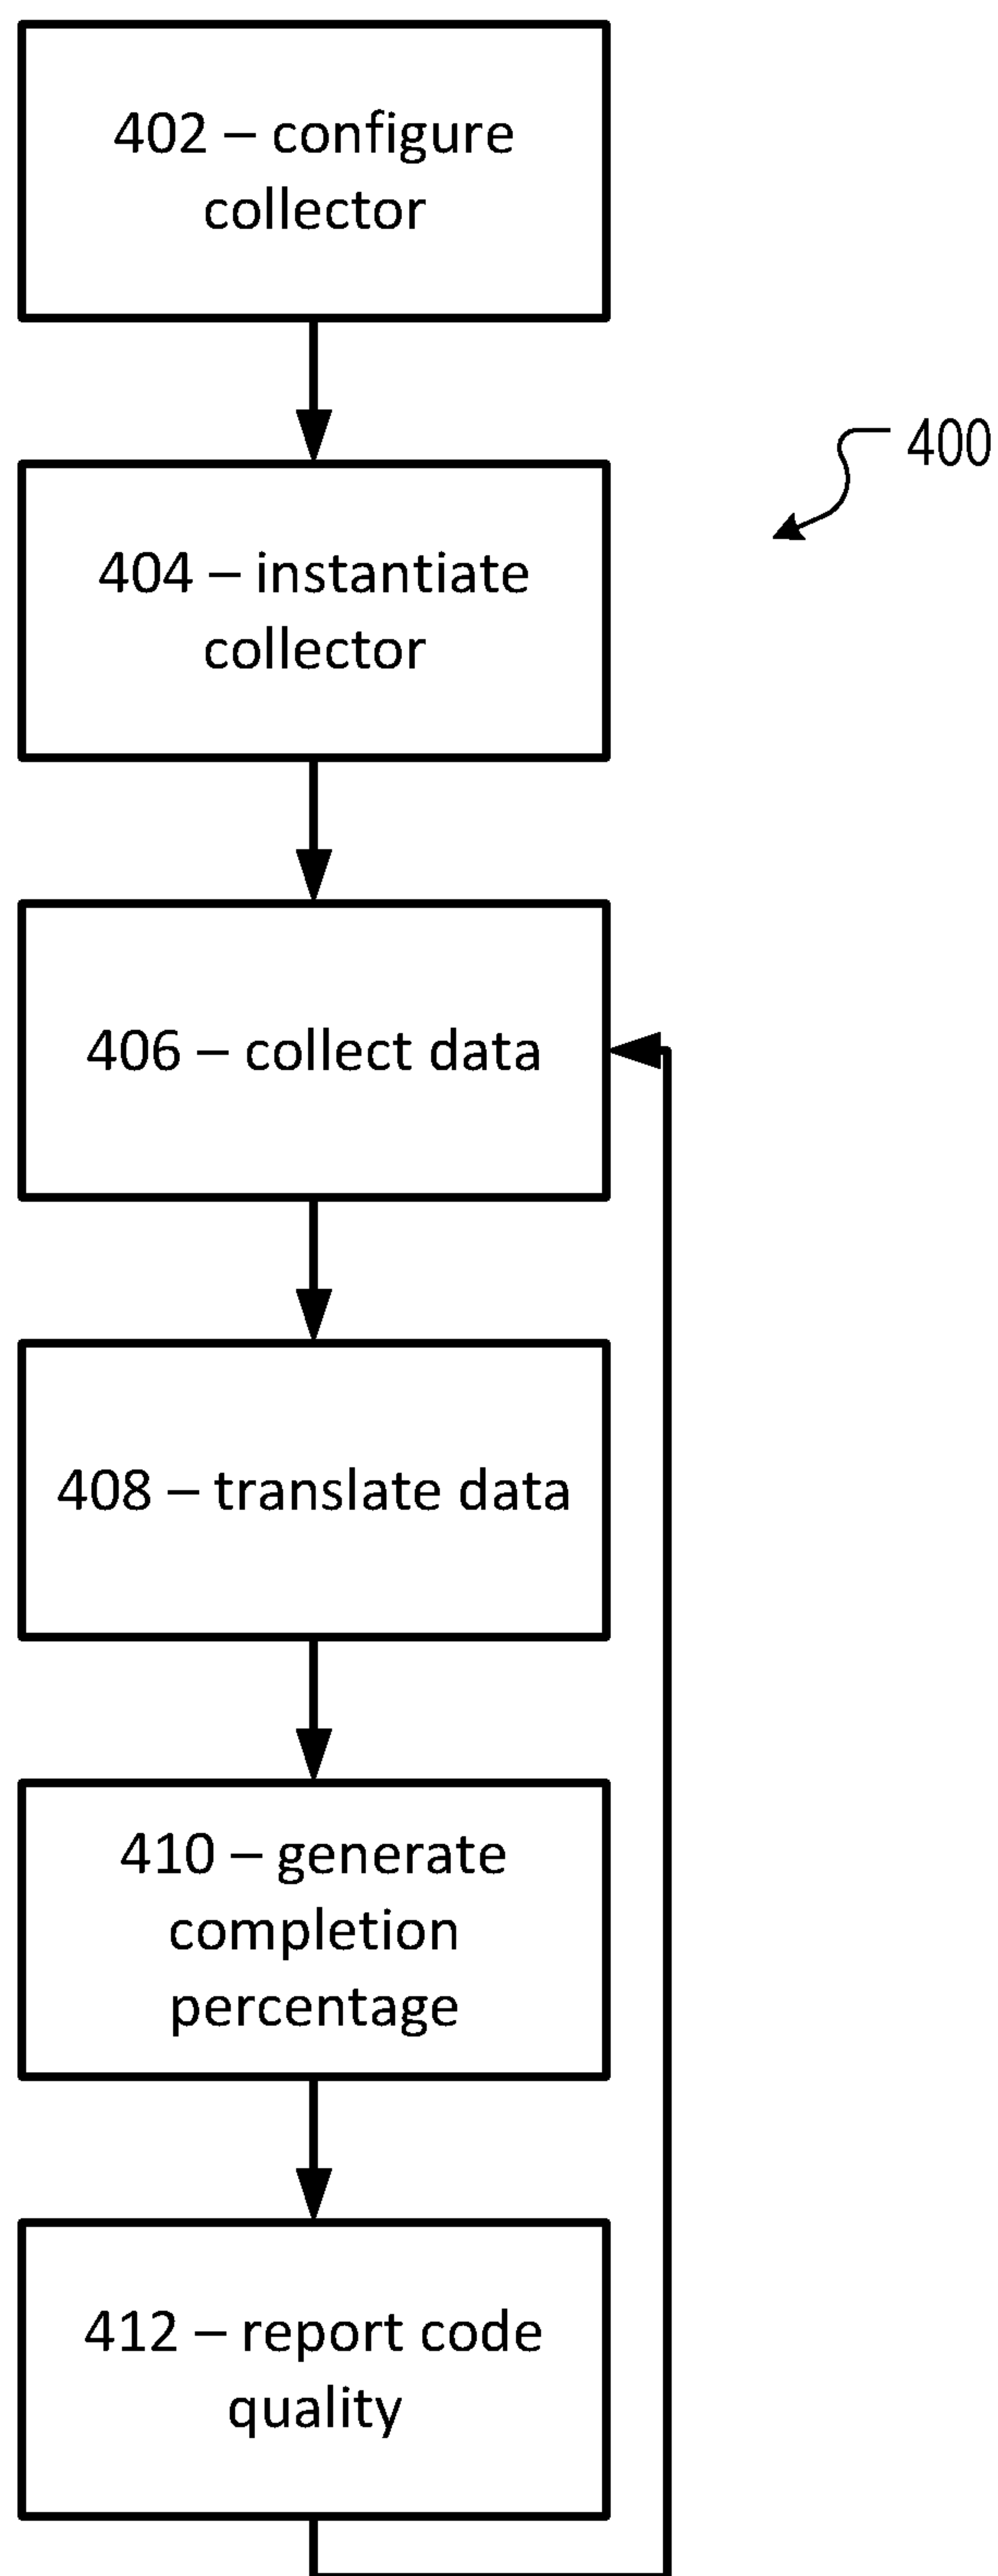 402 – configure
collector
400
404 – instantiate
collector
406 – collect data
408 – translate data
410 – generate
completion
percentage
412 – report code
quality